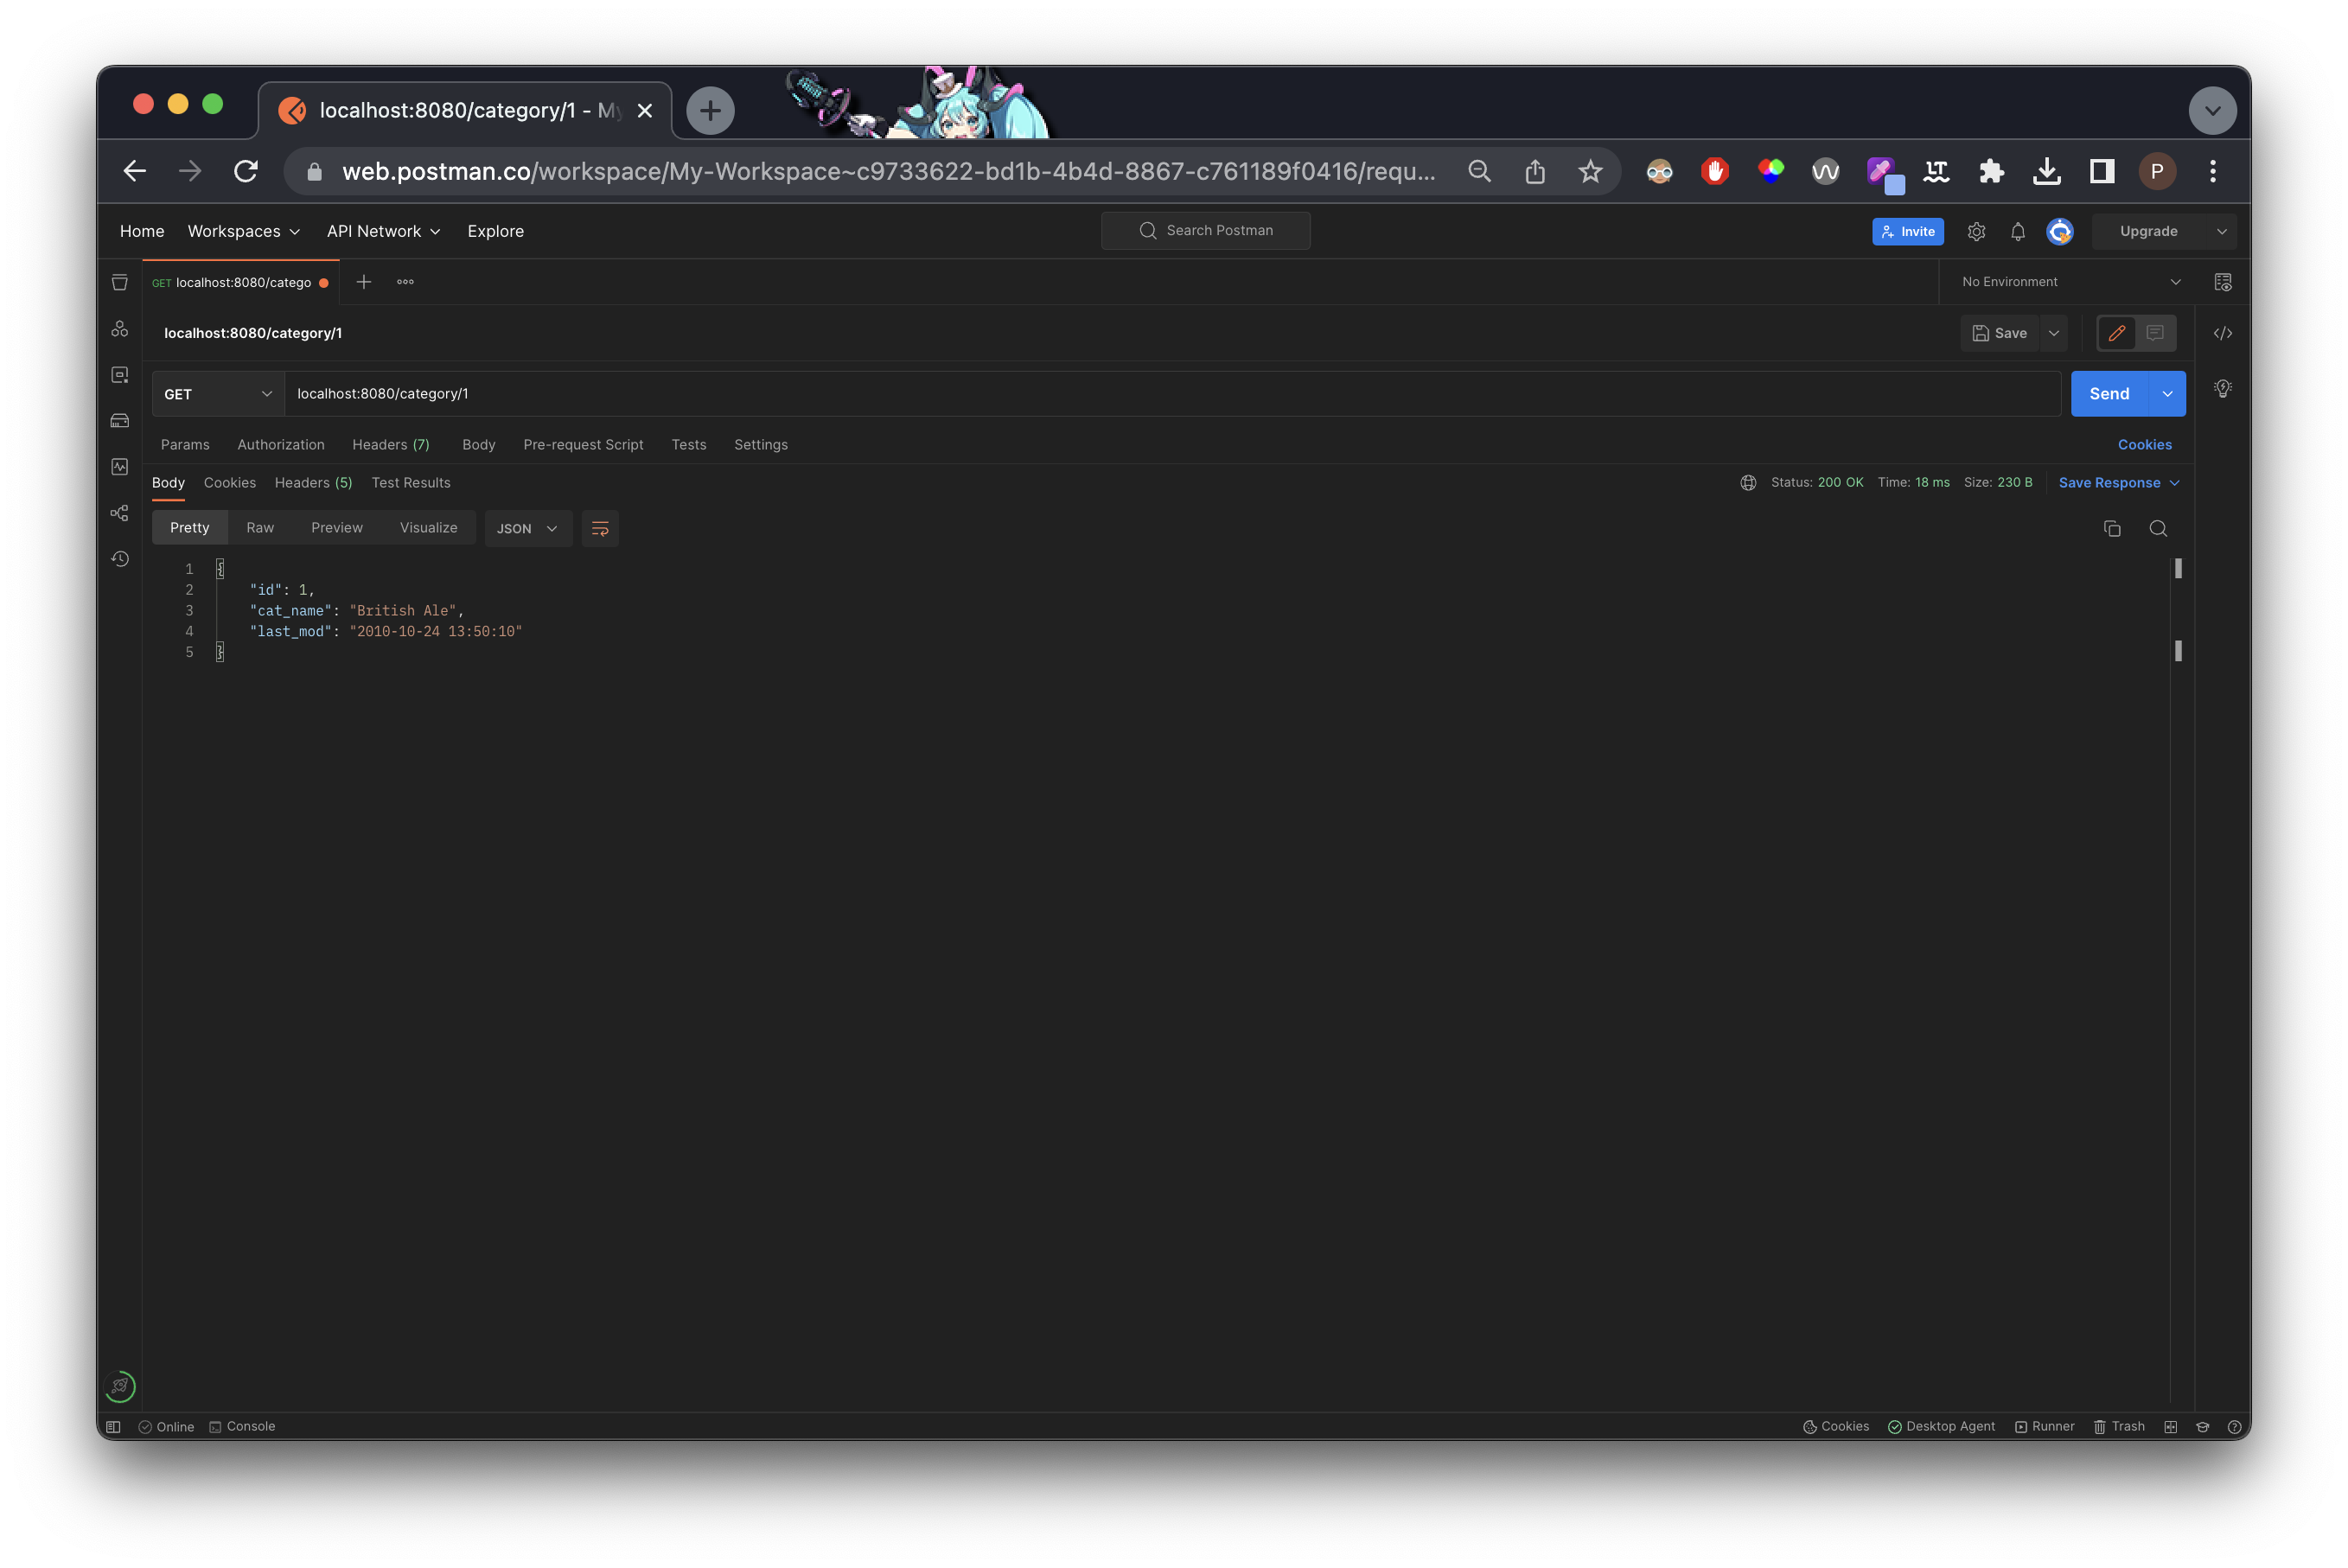 localhost:8080/category/1 - My
web.postman.co/workspace/My-Workspace~c9733622-bd1b-4b4d-8867-c761189f0416/requ...
P
Home Workspaces API Network Explore Search Postman Invite Upgrade
GET localhost:8080/catego No Environment
localhost:8080/category/1 Save
GET localhost:8080/category/1 Send
Params Authorization Headers (7) Body Pre-request Script Tests Settings Cookies
Body Cookies Headers (5) Test Results Status: 200 OK Time: 18 ms Size: 230 B Save Response
Pretty Raw Preview Visualize JSON
1 {
2 "id": 1,
3 "cat_name": "British Ale",
4 "last_mod": "2010-10-24 13:50:10"
5 }
Online Console Cookies Desktop Agent Runner Trash